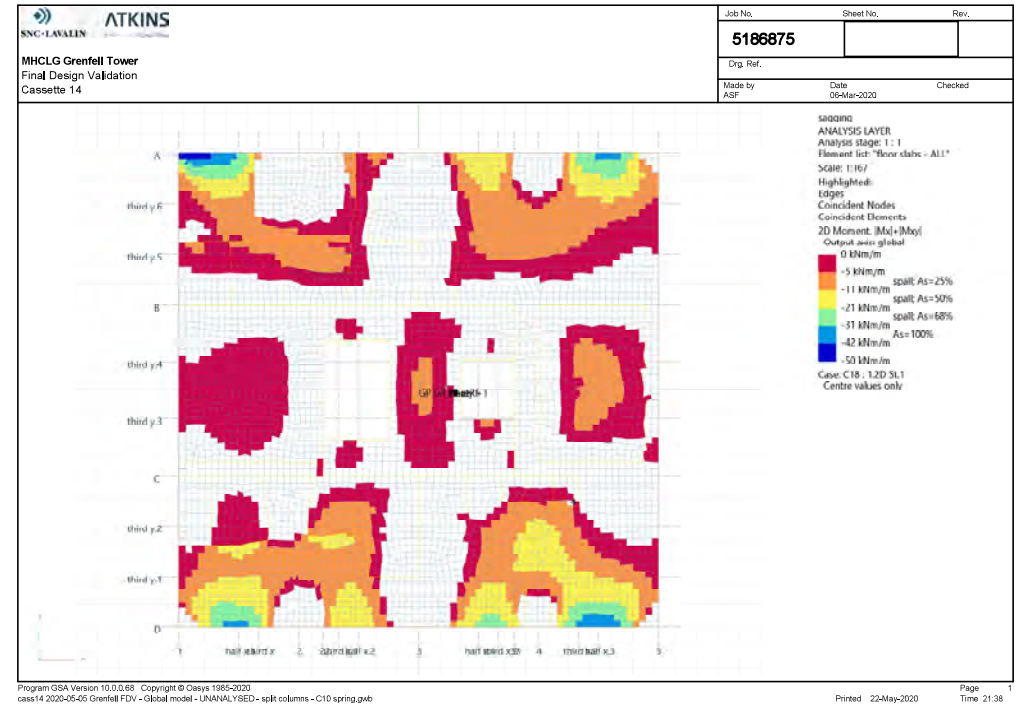 SNC·LAVALIN ATKINS
MHCLG Grenfell Tower
Final Design Validation
Cassette 14
Job No. Sheet No. Rev.
5186875
Drg. Ref.
Made by Date Checked
ASF 06-Mar-2020
sagging
ANALYSIS LAYER
Analysis stage: 1 : 1
Element list: "floor slabs - ALL"
Scale: 1:167
Highlighted:
Edges
Coincident Nodes
Coincident Elements
2D Moment, |Mx|+|Mxy|
Output axis: global
0 kNm/m
-5 kNm/m
spall; As=25%
-11 kNm/m
spall; As=50%
-21 kNm/m
spall; As=68%
-31 kNm/m
As=100%
-42 kNm/m
-50 kNm/m
Case: C18 : 1.2D SL1
Centre values only
A
third y.6
third y.5
B
third y.4
third y.3
C
third y.2
third y.1
D
1 half x 2 3 4 third half x.3 5
Program GSA Version 10.0.0.68 Copyright © Oasys 1985-2020
cass14 2020-05-05 Grenfell FDV - Global model - UNANALYSED - split columns - C10 spring.gwb
Page 1
Printed 22-May-2020 Time 21:38